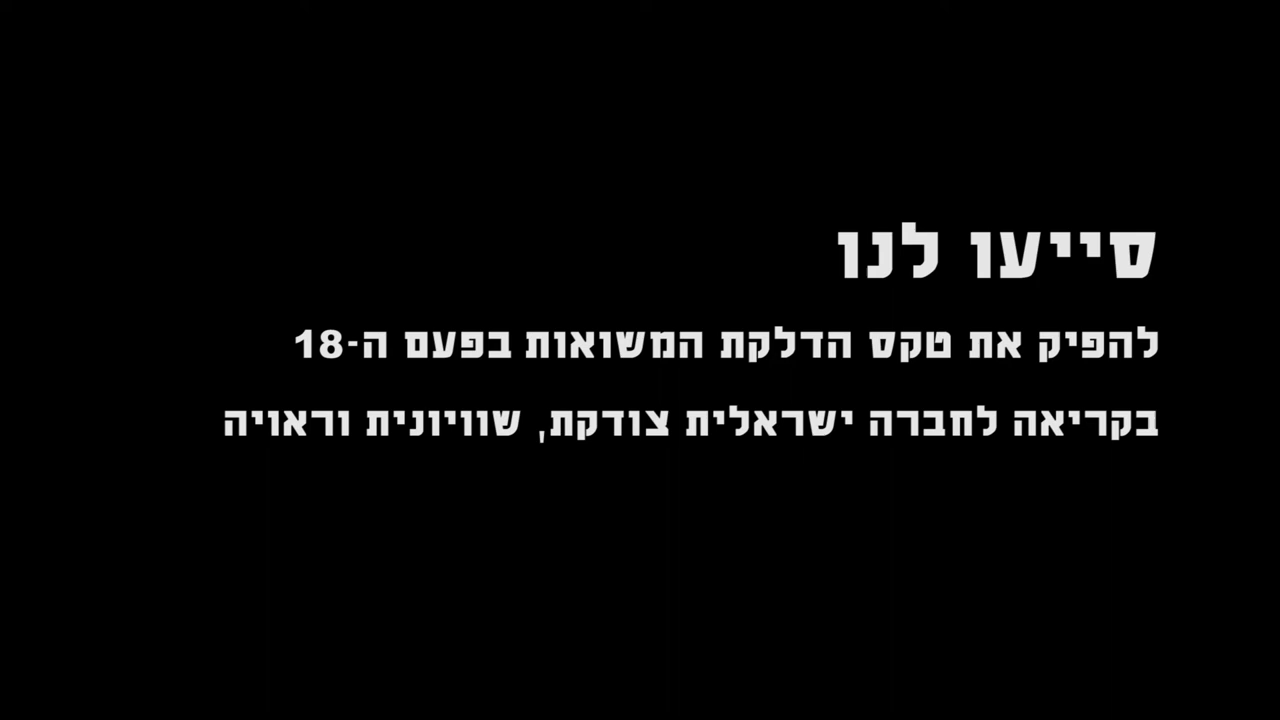 סייעו לנו
להפיק את טקס הדלקת המשואות בפעם ה-18
בקריאה לחברה ישראלית צודקת, שוויונית וראויה